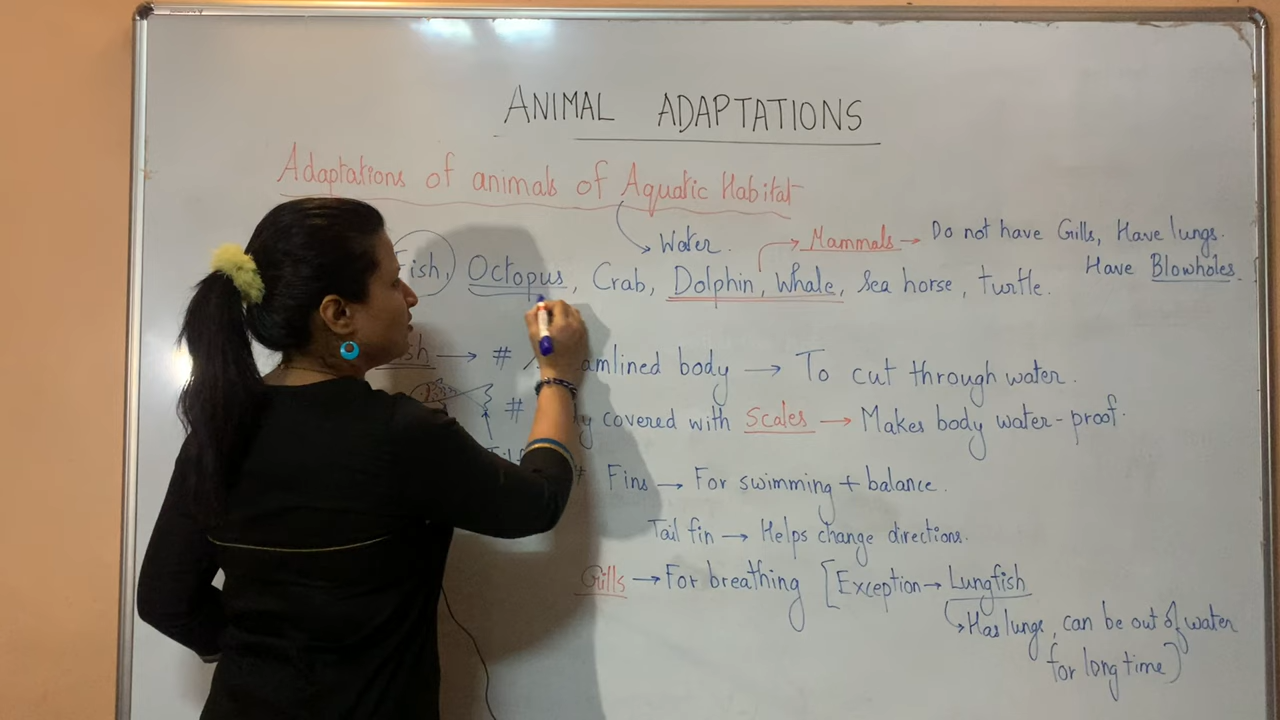 ANIMAL ADAPTATIONS
Adaptations of animals of Aquatic Habitat
Water.
Mammals → Do not have Gills, Have lungs.
Have Blowholes.
Fish, Octopus, Crab, Dolphin, Whale, Sea horse, turtle.
→ # amlined body → To cut through water.
# covered with Scales → Makes body water-proof.
Fins → For swimming + balance.
Tail fin → Helps change directions.
Gills → For breathing [Exception → Lungfish
→ Has lungs, can be out of water
for long time]